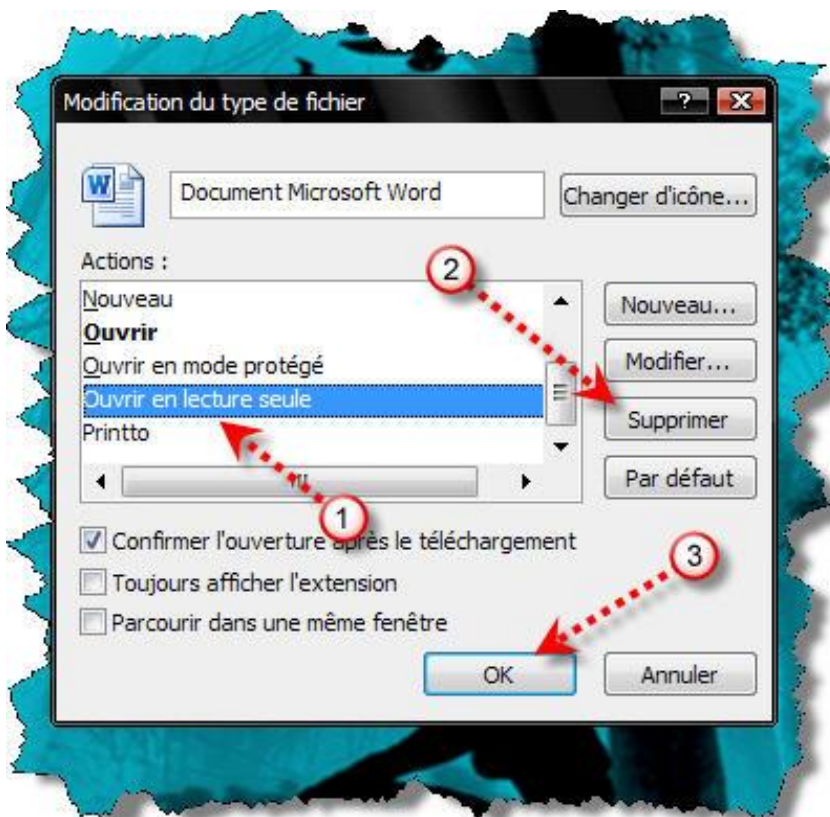 Modification du type de fichier
?
Document Microsoft Word
Changer d'icône...
Actions :
2
Nouveau
Ouvrir
Ouvrir en mode protégé
Ouvrir en lecture seule
Printto
Nouveau...
Modifier...
Supprimer
Par défaut
1
Confirmer l'ouverture après le téléchargement
Toujours afficher l'extension
Parcourir dans une même fenêtre
3
OK
Annuler